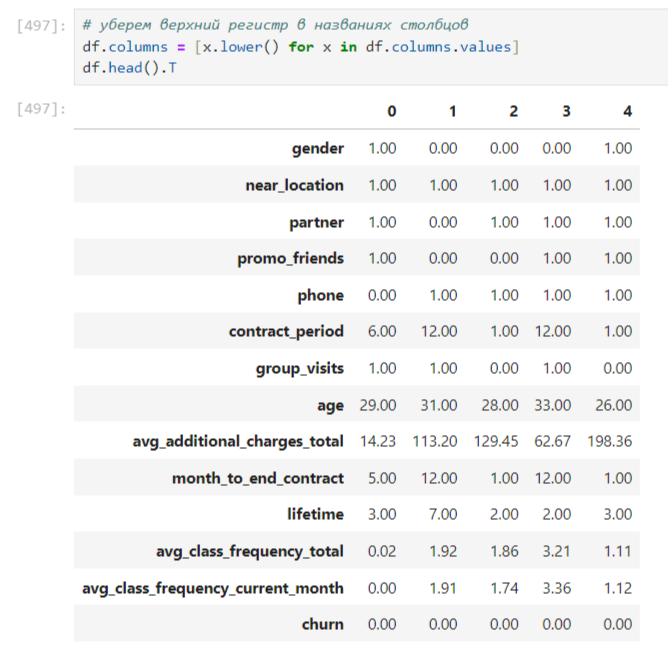 [497]: # уберем верхний регистр в названиях столбцов
df.columns = [x.lower() for x in df.columns.values]
df.head().T
[497]: 0 1 2 3 4
gender 1.00 0.00 0.00 0.00 1.00
near_location 1.00 1.00 1.00 1.00 1.00
partner 1.00 0.00 1.00 1.00 1.00
promo_friends 1.00 0.00 0.00 1.00 1.00
phone 0.00 1.00 1.00 1.00 1.00
contract_period 6.00 12.00 1.00 12.00 1.00
group_visits 1.00 1.00 0.00 1.00 0.00
age 29.00 31.00 28.00 33.00 26.00
avg_additional_charges_total 14.23 113.20 129.45 62.67 198.36
month_to_end_contract 5.00 12.00 1.00 12.00 1.00
lifetime 3.00 7.00 2.00 2.00 3.00
avg_class_frequency_total 0.02 1.92 1.86 3.21 1.11
avg_class_frequency_current_month 0.00 1.91 1.74 3.36 1.12
churn 0.00 0.00 0.00 0.00 0.00